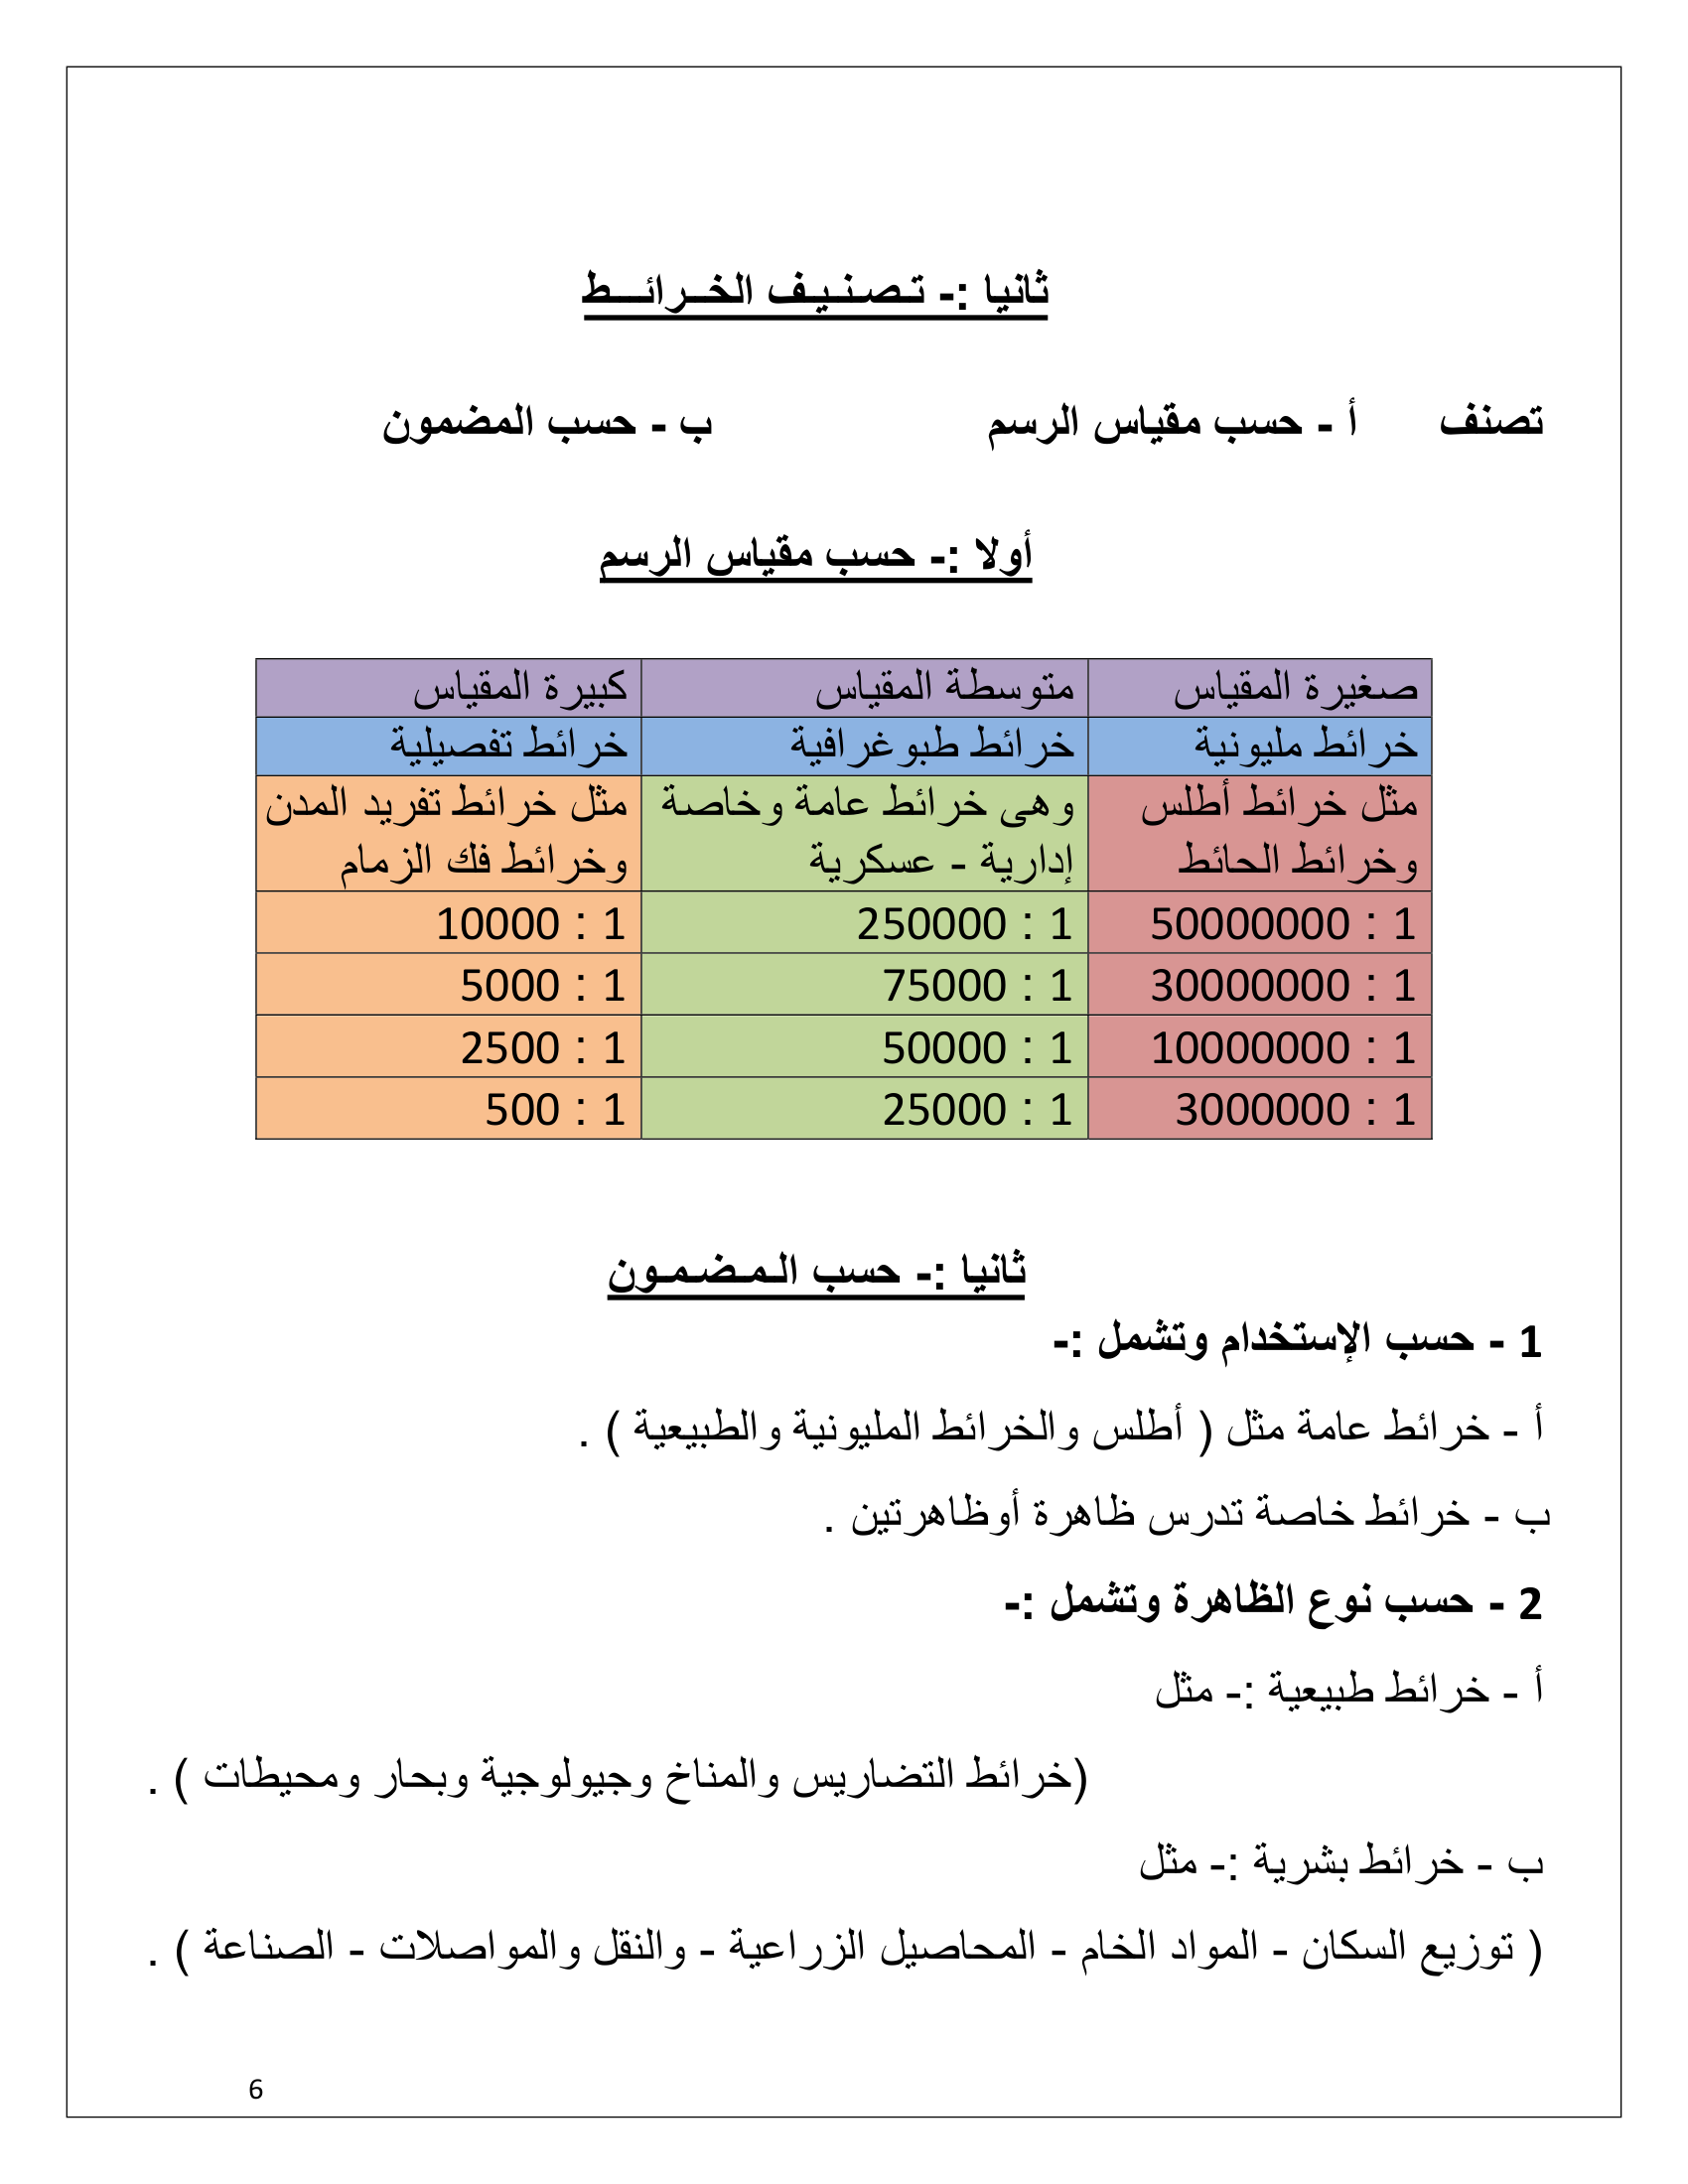 ثانيا :- تـصـنـيـف الخــرائـــط
تصنف أ - حسب مقياس الرسم ب - حسب المضمون
أولا :- حسب مقياس الرسم
صغيرة المقياس متوسطة المقياس كبيرة المقياس
خرائط مليونية خرائط طبوغرافية خرائط تفصيلية
مثل خرائط أطلس وهى خرائط عامة وخاصة مثل خرائط تفريد المدن
وخرائط الحائط إدارية - عسكرية وخرائط فك الزمام
1 : 50000000 1 : 250000 1 : 10000
1 : 30000000 1 : 75000 1 : 5000
1 : 10000000 1 : 50000 1 : 2500
1 : 3000000 1 : 25000 1 : 500
ثانيا :- حسب الـمـضـمـون
1 - حسب الإستخدام وتشمل :-
أ - خرائط عامة مثل ( أطلس والخرائط المليونية والطبيعية ) .
ب - خرائط خاصة تدرس ظاهرة أوظاهرتين .
2 - حسب نوع الظاهرة وتشمل :-
أ - خرائط طبيعية :- مثل
(خرائط التضاريس والمناخ وجيولوجية وبحار ومحيطات ) .
ب - خرائط بشرية :- مثل
( توزيع السكان - المواد الخام - المحاصيل الزراعية - والنقل والمواصلات - الصناعة ) .
6